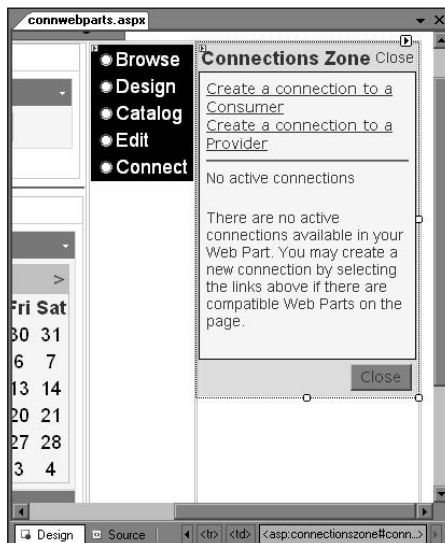 connwebparts.aspx
Browse
Design
Catalog
Edit
Connect
Connections Zone Close
Create a connection to a
Consumer
Create a connection to a
Provider
No active connections
There are no active
connections available in your
Web Part. You may create a
new connection by selecting
the links above if there are
compatible Web Parts on the
page.
Close
>
Fri Sat
30 31
6 7
13 14
20 21
27 28
3 4
Design Source <tr> <td> <asp:connectionszone#conn...>